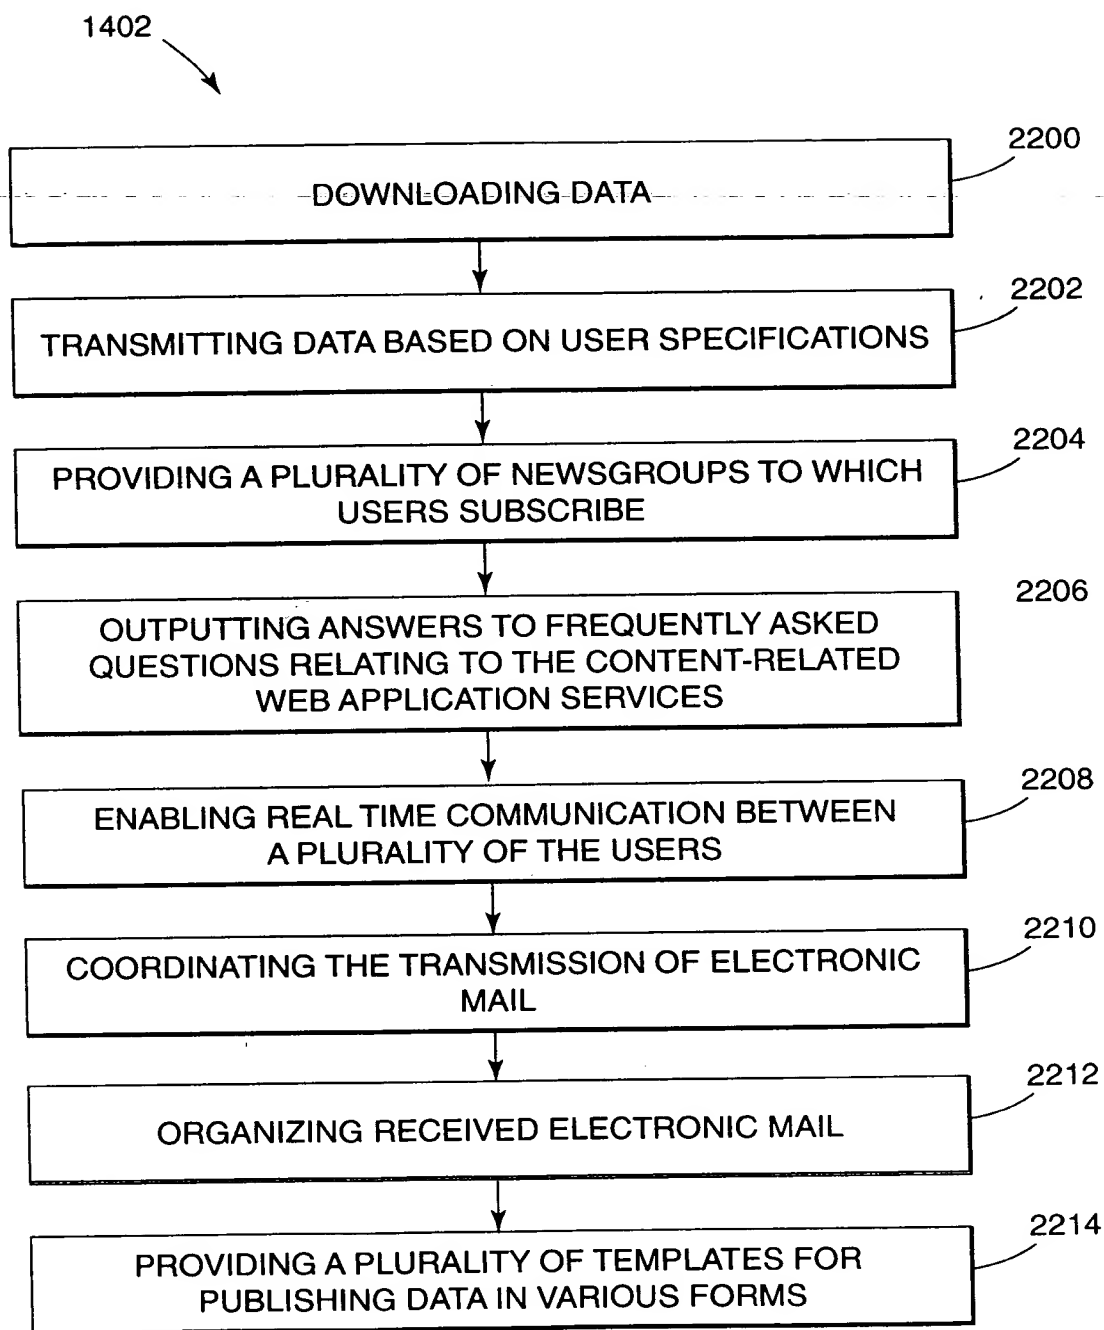 1402
2200
DOWNLOADING DATA
2202
TRANSMITTING DATA BASED ON USER SPECIFICATIONS
2204
PROVIDING A PLURALITY OF NEWSGROUPS TO WHICH
USERS SUBSCRIBE
2206
OUTPUTTING ANSWERS TO FREQUENTLY ASKED
QUESTIONS RELATING TO THE CONTENT-RELATED
WEB APPLICATION SERVICES
2208
ENABLING REAL TIME COMMUNICATION BETWEEN
A PLURALITY OF THE USERS
2210
COORDINATING THE TRANSMISSION OF ELECTRONIC
MAIL
2212
ORGANIZING RECEIVED ELECTRONIC MAIL
2214
PROVIDING A PLURALITY OF TEMPLATES FOR
PUBLISHING DATA IN VARIOUS FORMS